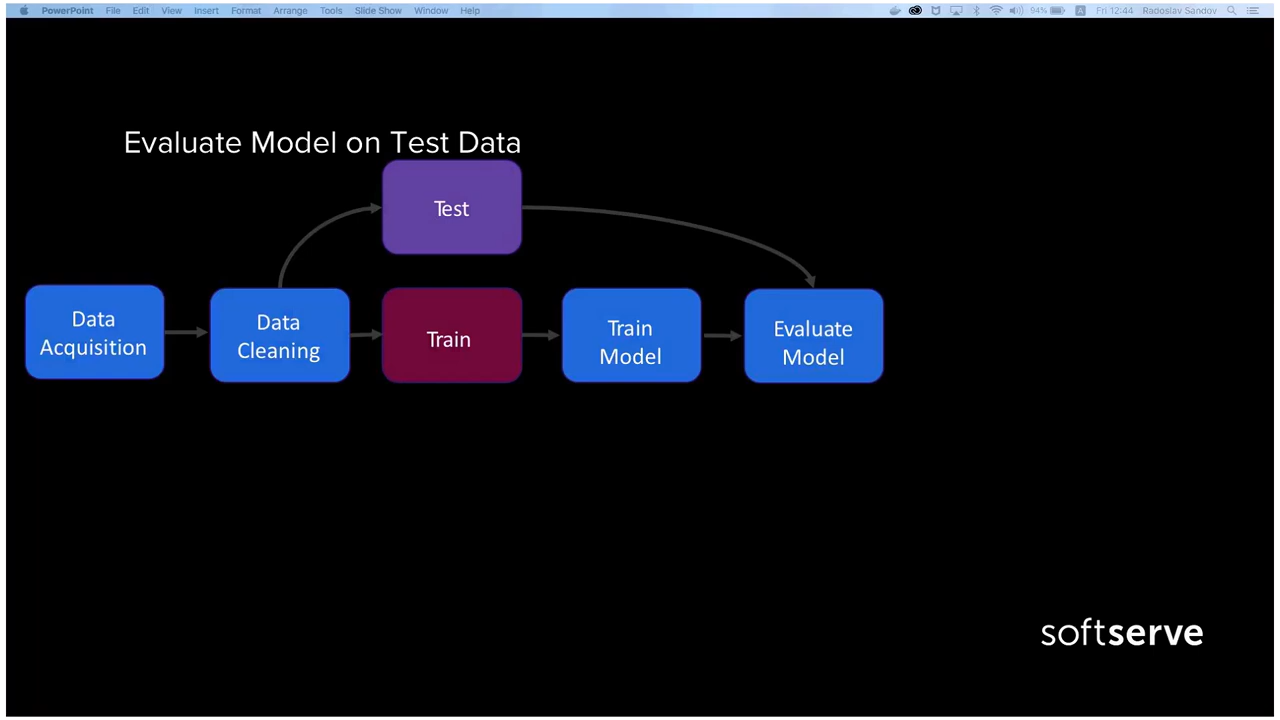 PowerPoint File Edit View Insert Format Arrange Tools Slide Show Window Help 94% A Fri 12:44 Radoslav Sandov
Evaluate Model on Test Data
Test
Data
Acquisition
Data
Cleaning
Train
Train
Model
Evaluate
Model
softserve